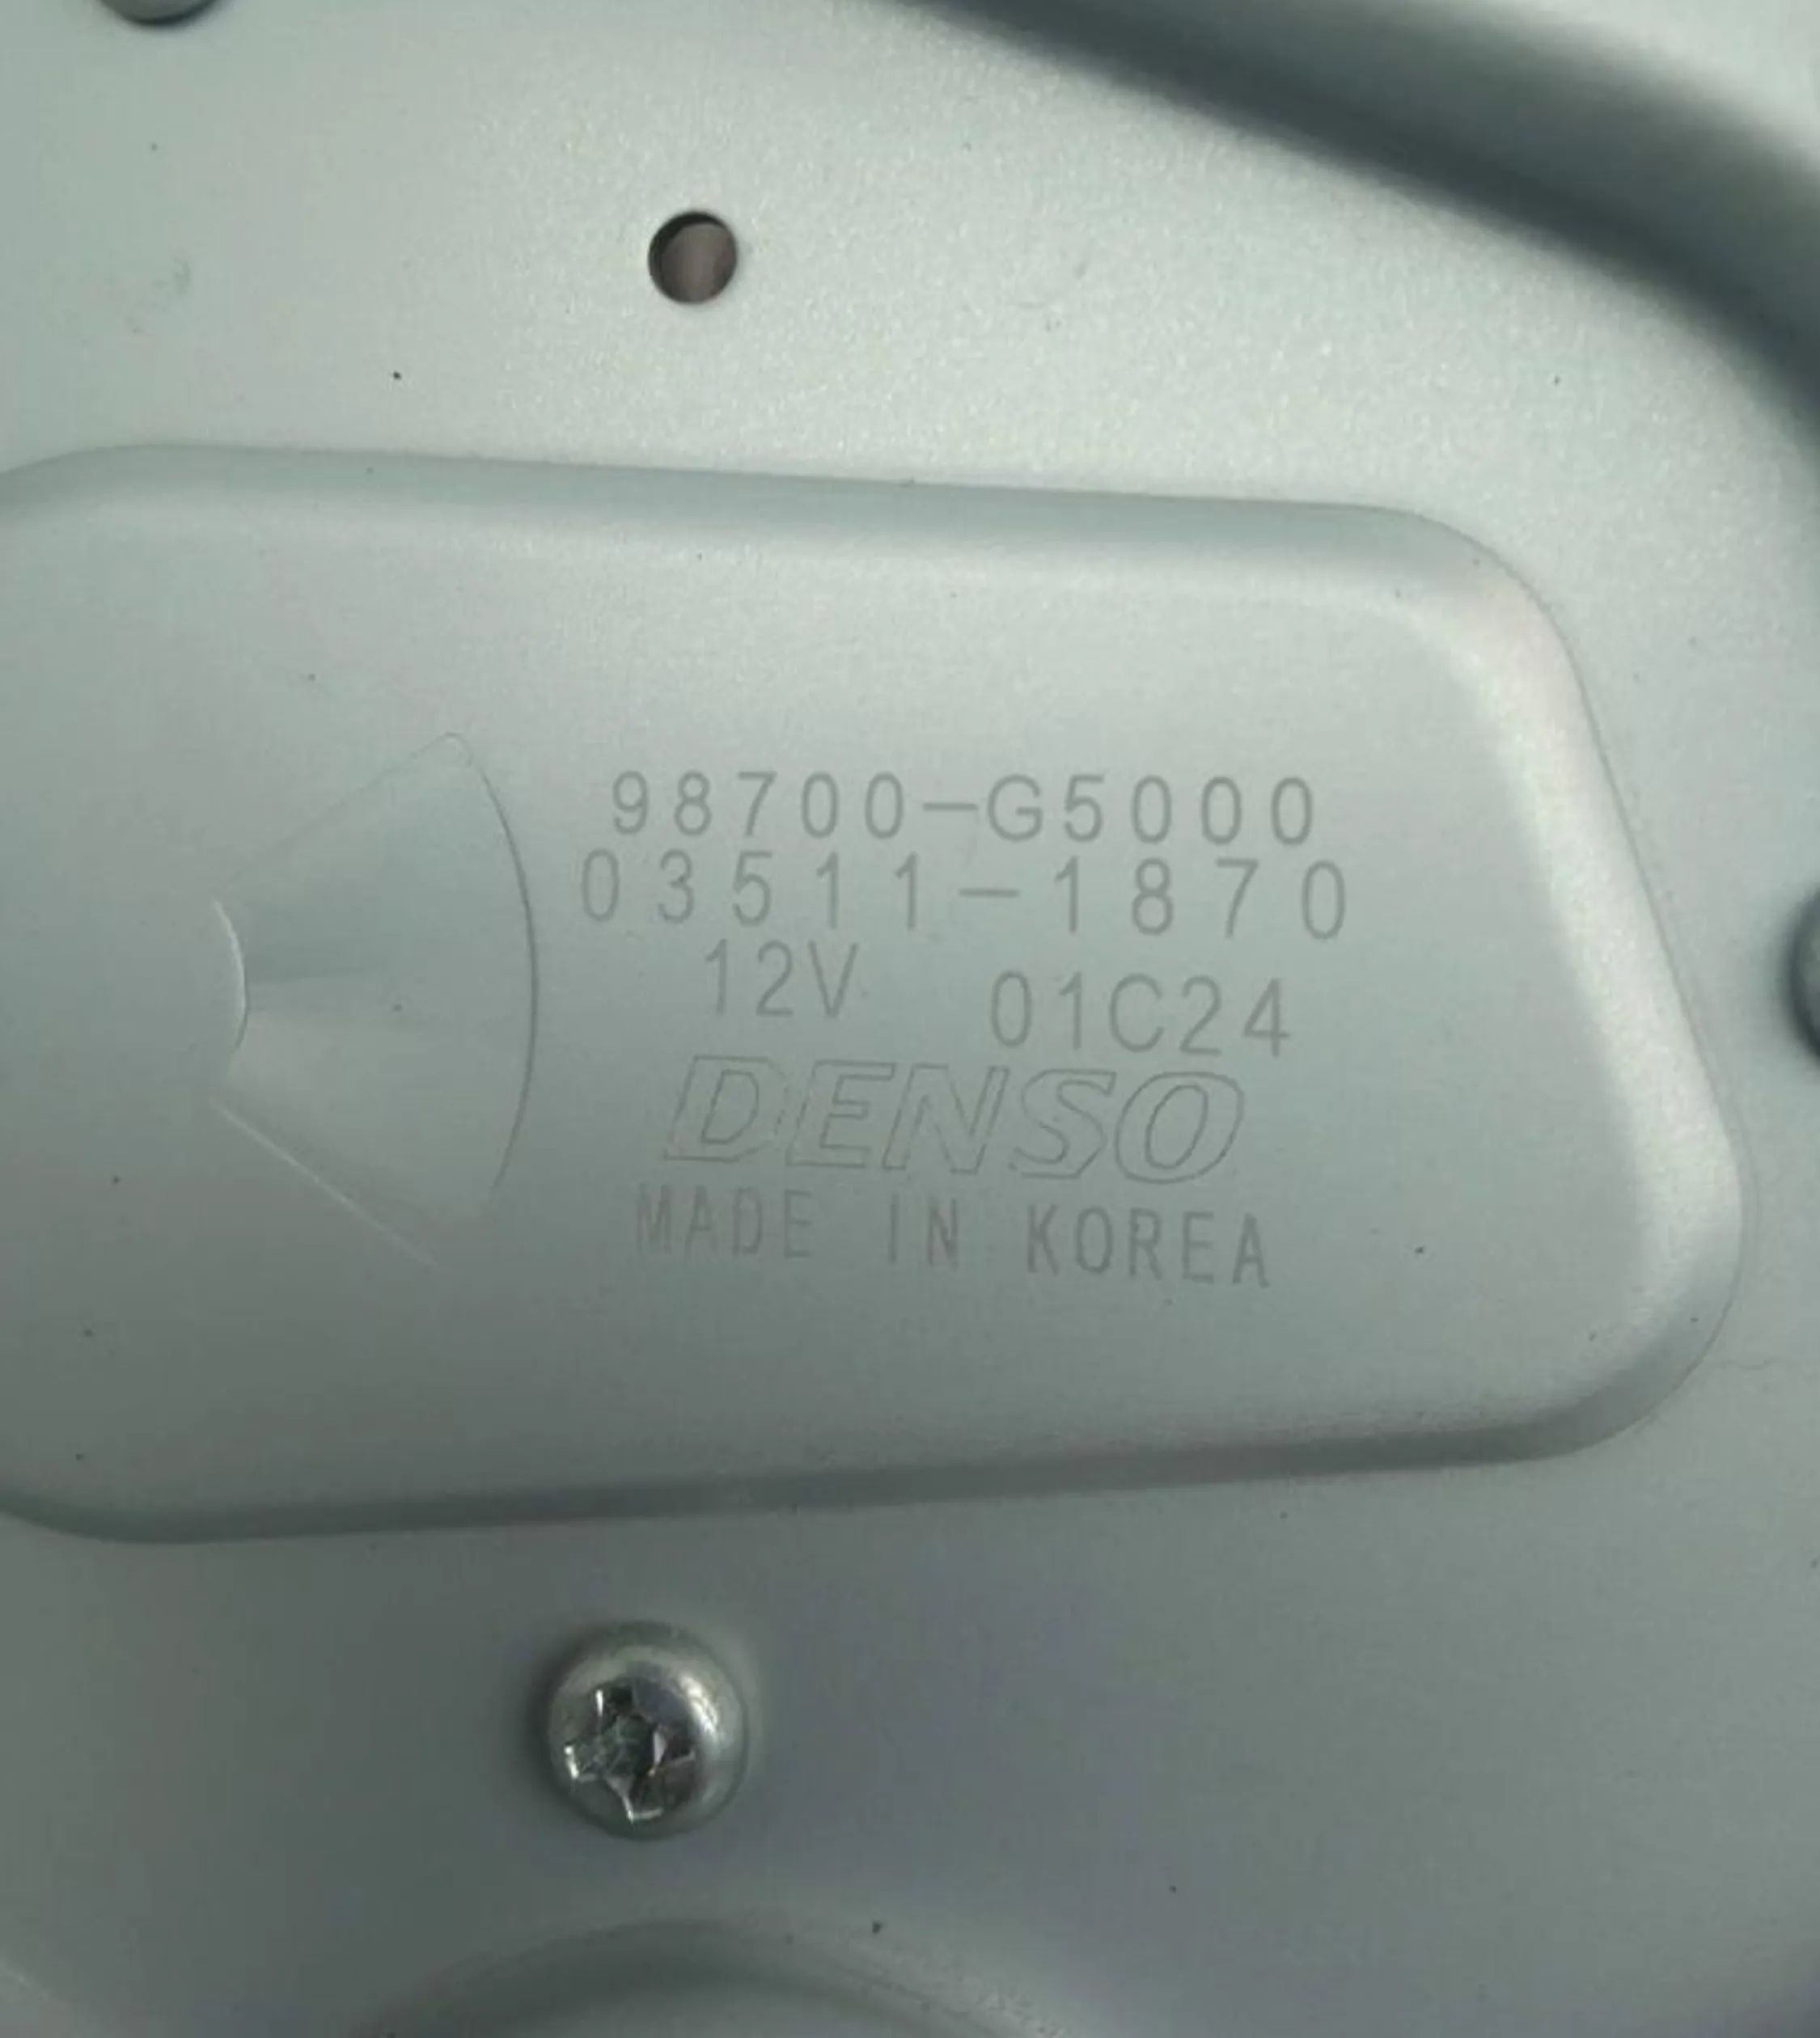 98700-G5000
03511-1870
12V 01C24
DENSO
MADE IN KOREA